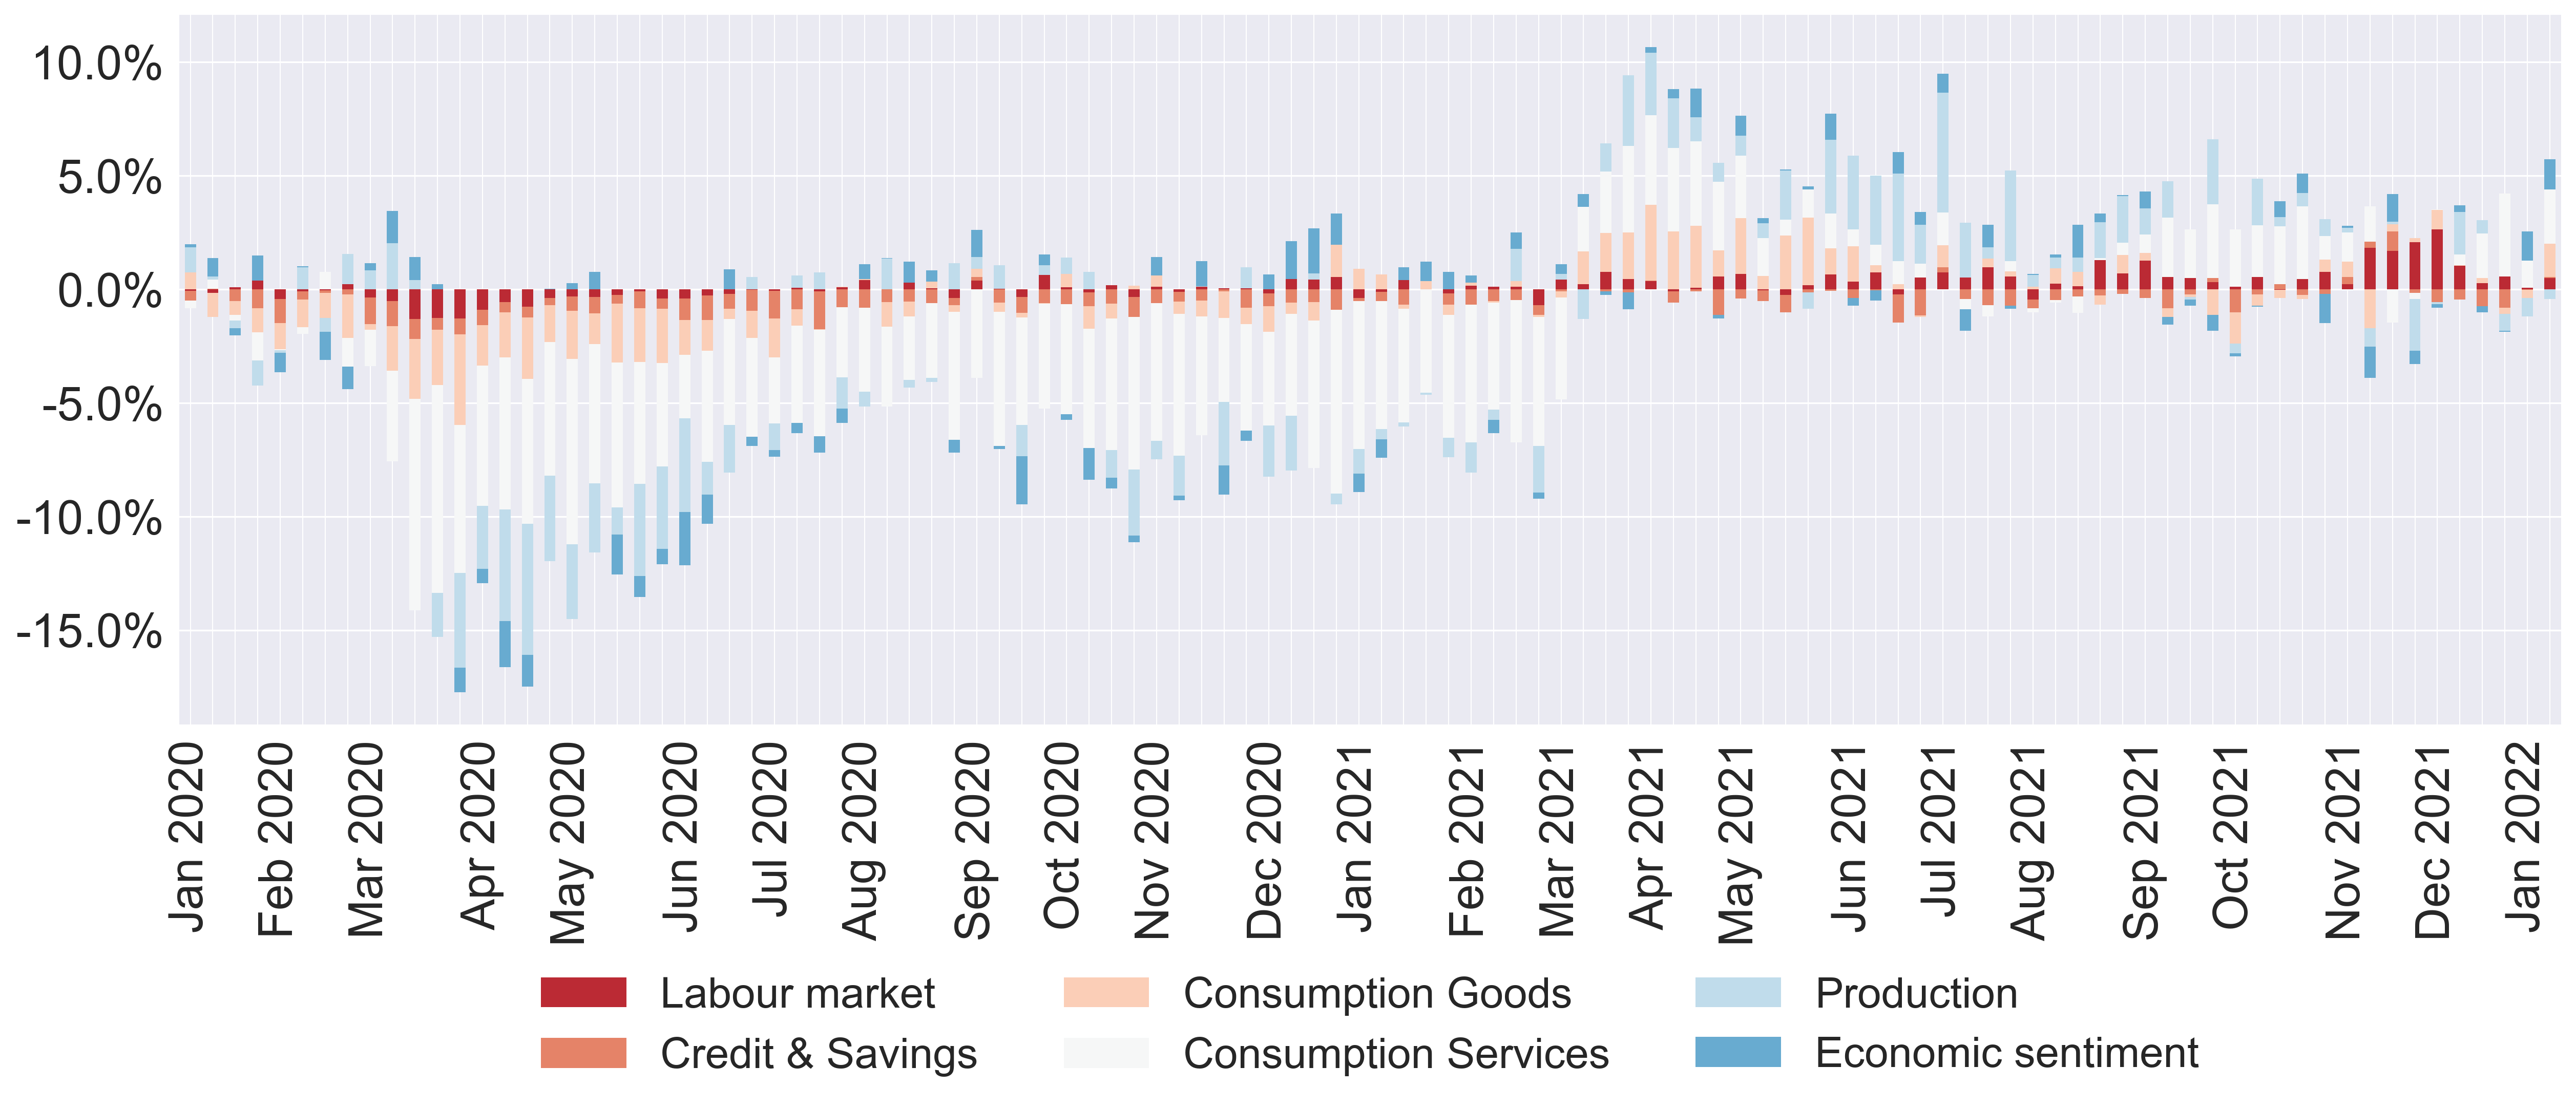 10.0%
5.0%
0.0%
-5.0%
-10.0%
-15.0%
Jan 2020
Feb 2020
Mar 2020
Apr 2020
May 2020
Jun 2020
Jul 2020
Aug 2020
Sep 2020
Oct 2020
Nov 2020
Dec 2020
Jan 2021
Feb 2021
Mar 2021
Apr 2021
May 2021
Jun 2021
Jul 2021
Aug 2021
Sep 2021
Oct 2021
Nov 2021
Dec 2021
Jan 2022
Labour market
Consumption Goods
Production
Credit & Savings
Consumption Services
Economic sentiment